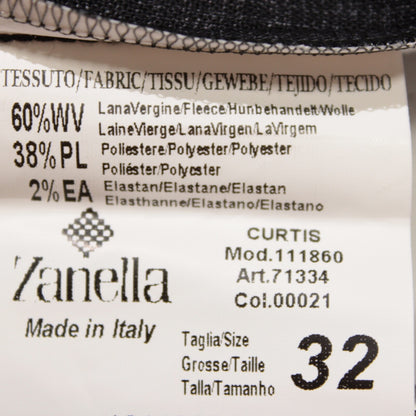 TESSUTO/FABRIC/TISSU/GEWEBE/TEJIDO/TECIDO
60%WV LanaVergine/Fleece/Hunbehandelt/Wolle
LaineVierge/LanaVirgen/LaVirgem
38%PL Poliestere/Polyester/Polyester
Poliéster/Polyester
2%EA Elastan/Elastane/Elastan
Elasthanne/Elastano/Elastano
Zanella
Made in Italy
CURTIS
Mod.111860
Art.71334
Col.00021
Taglia/Size
Grosse/Taille
Talla/Tamanho
32